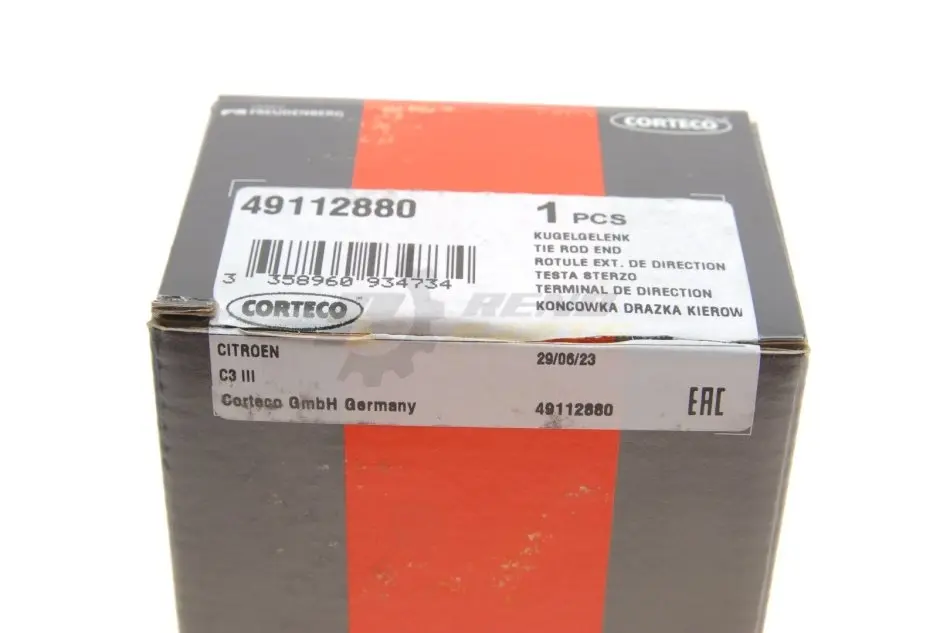 FREUDENBERG
CORTECO
49112880
1 PCS
KUGELGELENK
TIE ROD END
ROTULE EXT. DE DIRECTION
TESTA STERZO
TERMINAL DE DIRECTION
KONCOWKA DRAZKA KIEROW
3 358960 934734
CORTECO
CITROEN
29/06/23
C3 III
Corteco GmbH Germany
49112880
EAC